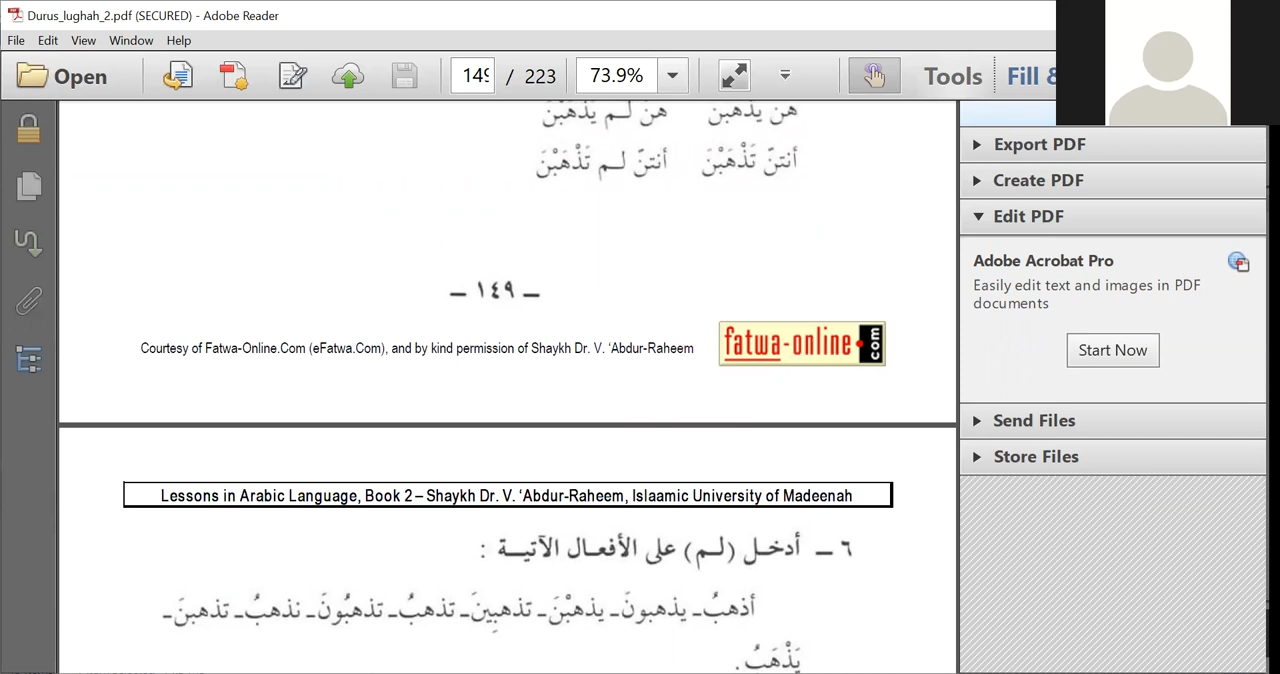 Durus_lughah_2.pdf (SECURED) - Adobe Reader
File Edit View Window Help
Open 149 / 223 73.9% Tools Fill &
هن يذهبن هن لم يَذْهَبْنَ
أنتنّ تَذْهَبْنَ أنتنّ لم تَذْهَبْنَ
– ١٤٩ –
Courtesy of Fatwa-Online.Com (eFatwa.Com), and by kind permission of Shaykh Dr. V. ‘Abdur-Raheem
fatwa-online.com
Lessons in Arabic Language, Book 2 – Shaykh Dr. V. ‘Abdur-Raheem, Islaamic University of Madeenah
٦ – أدخل (لم) على الأفعال الآتية :
أذهبُ – يذهبونَ – يذهبْنَ – تذهبِينَ – تذهبُ – تذهبُونَ – نذهبُ – تذهبنَ –
يَذْهَبُ .
Export PDF
Create PDF
Edit PDF
Adobe Acrobat Pro
Easily edit text and images in PDF
documents
Start Now
Send Files
Store Files